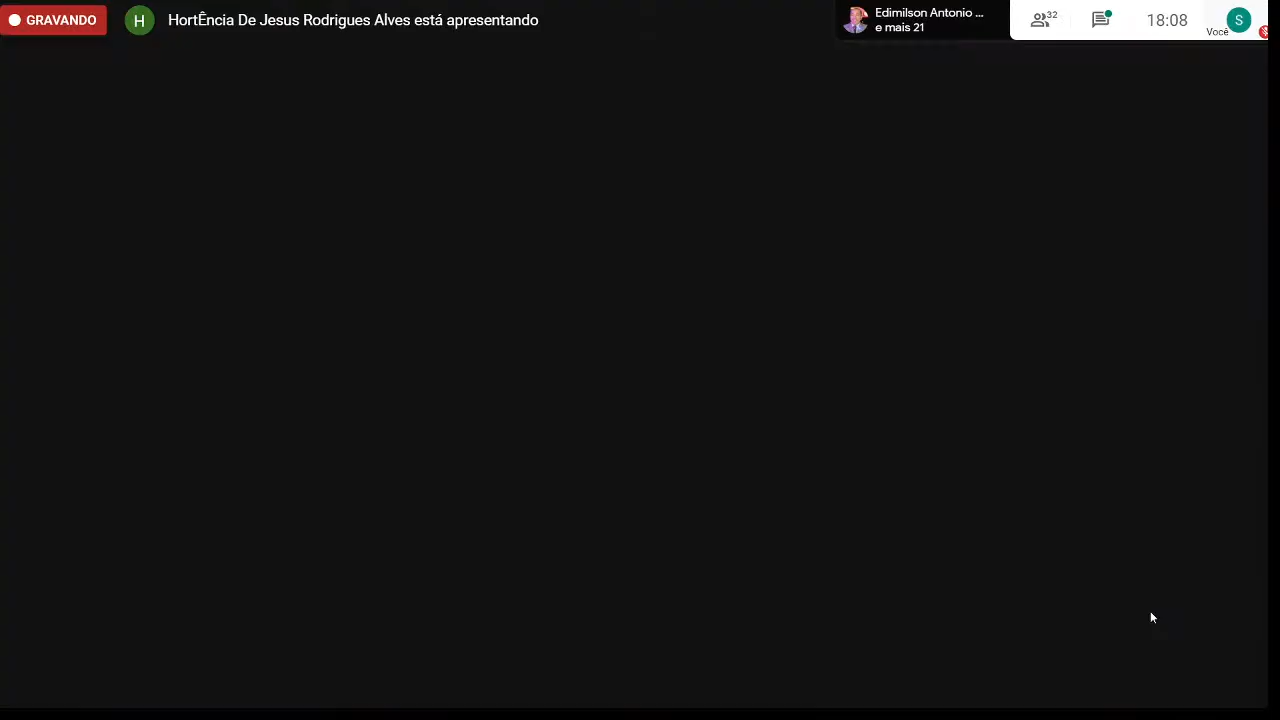 GRAVANDO
H
HortÊncia De Jesus Rodrigues Alves está apresentando
Edimilson Antonio ...
e mais 21
32
18:08
Você
S